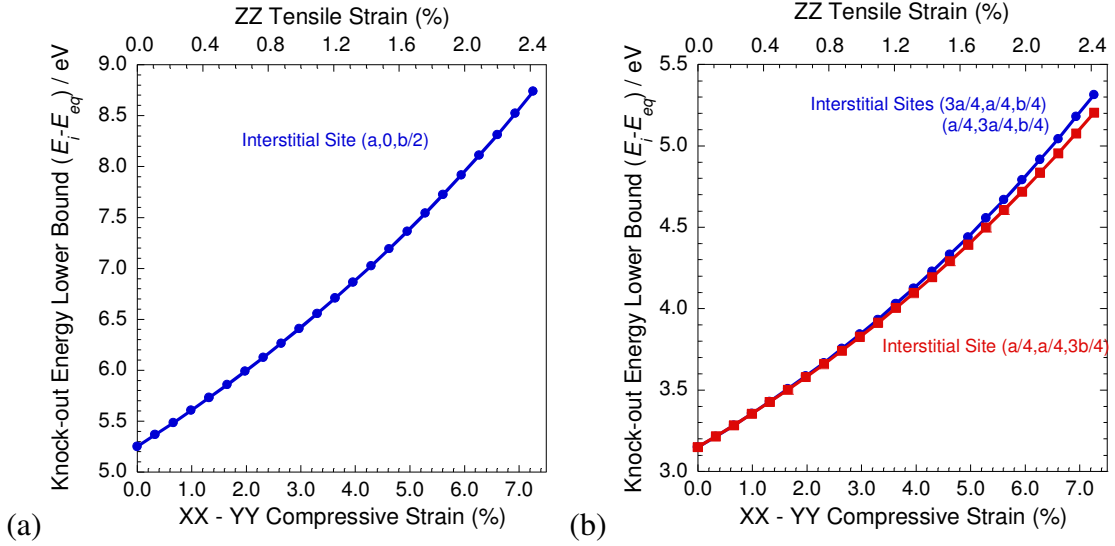 ZZ Tensile Strain (%)
0.0 0.4 0.8 1.2 1.6 2.0 2.4
Knock-out Energy Lower Bound (E_i-E_eq) / eV
9.0
8.5
8.0
7.5
7.0
6.5
6.0
5.5
5.0
Interstitial Site (a,0,b/2)
0.0 1.0 2.0 3.0 4.0 5.0 6.0 7.0
XX - YY Compressive Strain (%)
(a)
ZZ Tensile Strain (%)
0.0 0.4 0.8 1.2 1.6 2.0 2.4
Knock-out Energy Lower Bound (E_i-E_eq) / eV
5.5
5.0
4.5
4.0
3.5
3.0
Interstitial Sites (3a/4,a/4,b/4)
(a/4,3a/4,b/4)
Interstitial Site (a/4,a/4,3b/4)
0.0 1.0 2.0 3.0 4.0 5.0 6.0 7.0
XX - YY Compressive Strain (%)
(b)